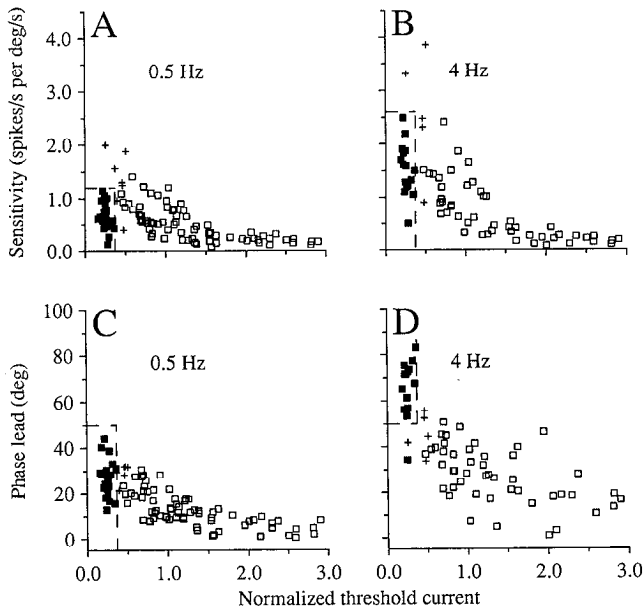 A
B
0.5 Hz
4 Hz
Sensitivity (spikes/s per deg/s)
4.0
3.0
2.0
1.0
0.0
C
D
0.5 Hz
4 Hz
Phase lead (deg)
100
80
60
40
20
0
0.0 1.0 2.0 3.0 0.0 1.0 2.0 3.0
Normalized threshold current